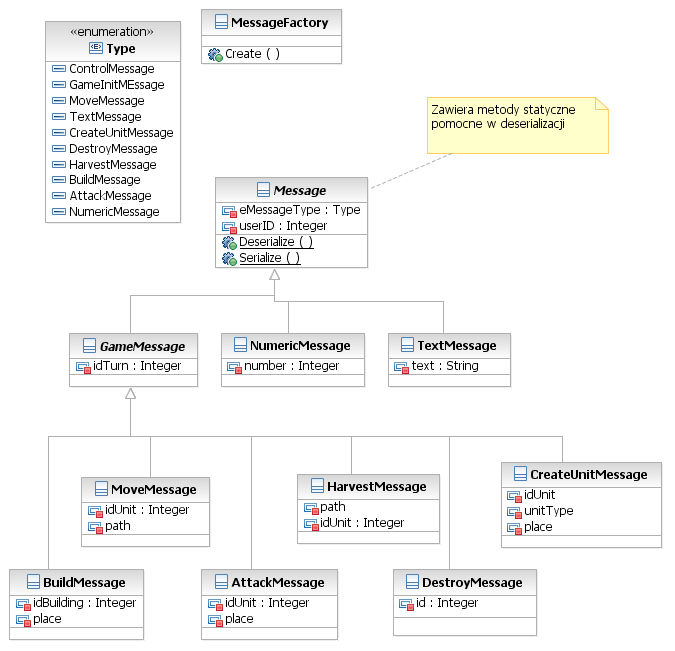 «enumeration»
Type
ControlMessage
GameInitMEssage
MoveMessage
TextMessage
CreateUnitMessage
DestroyMessage
HarvestMessage
BuildMessage
AttackMessage
NumericMessage
MessageFactory
Create ( )
Zawiera metody statyczne
pomocne w deserializacji
Message
eMessageType : Type
userID : Integer
Deserialize ( )
Serialize ( )
GameMessage
idTurn : Integer
NumericMessage
number : Integer
TextMessage
text : String
MoveMessage
idUnit : Integer
path
HarvestMessage
path
idUnit : Integer
CreateUnitMessage
idUnit
unitType
place
BuildMessage
idBuilding : Integer
place
AttackMessage
idUnit : Integer
place
DestroyMessage
id : Integer